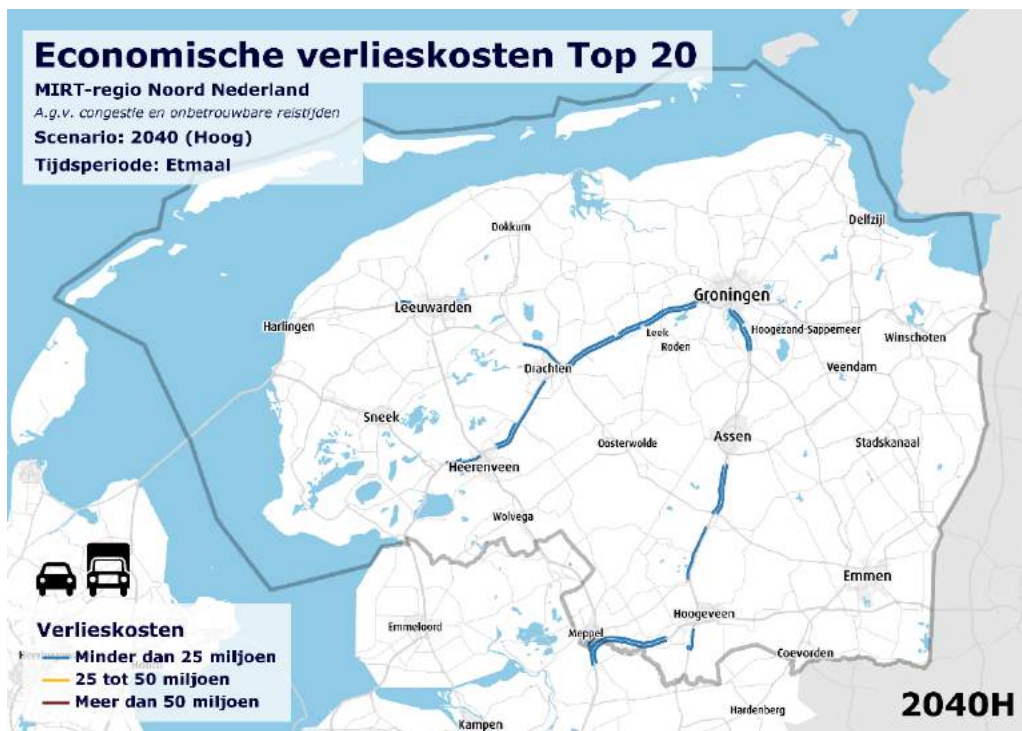 Economische verlieskosten Top 20
MIRT-regio Noord Nederland
A.g.v. congestie en onbetrouwbare reistijden
Scenario: 2040 (Hoog)
Tijdsperiode: Etmaal
Delfzijl
Dokkum
Groningen
Leeuwarden
Harlingen
Leek
Hoogezand-Sappemeer
Winschoten
Roden
Drachten
Veendam
Sneek
Oosterwolde
Assen
Stadskanaal
Heerenveen
Wolvega
Emmen
Hoogeveen
Emmeloord
Meppel
Coevorden
Verlieskosten
Minder dan 25 miljoen
25 tot 50 miljoen
Meer dan 50 miljoen
Kampen
Hardenberg
2040H